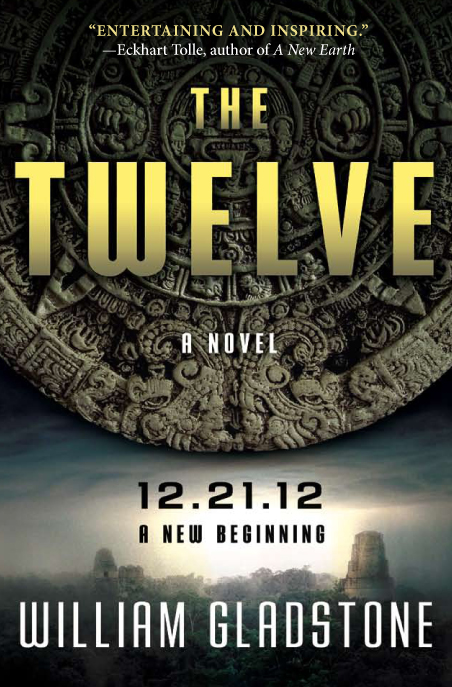 “ENTERTAINING AND INSPIRING.”
—Eckhart Tolle, author of A New Earth
THE
TWELVE
A NOVEL
12.21.12
A NEW BEGINNING
WILLIAM GLADSTONE